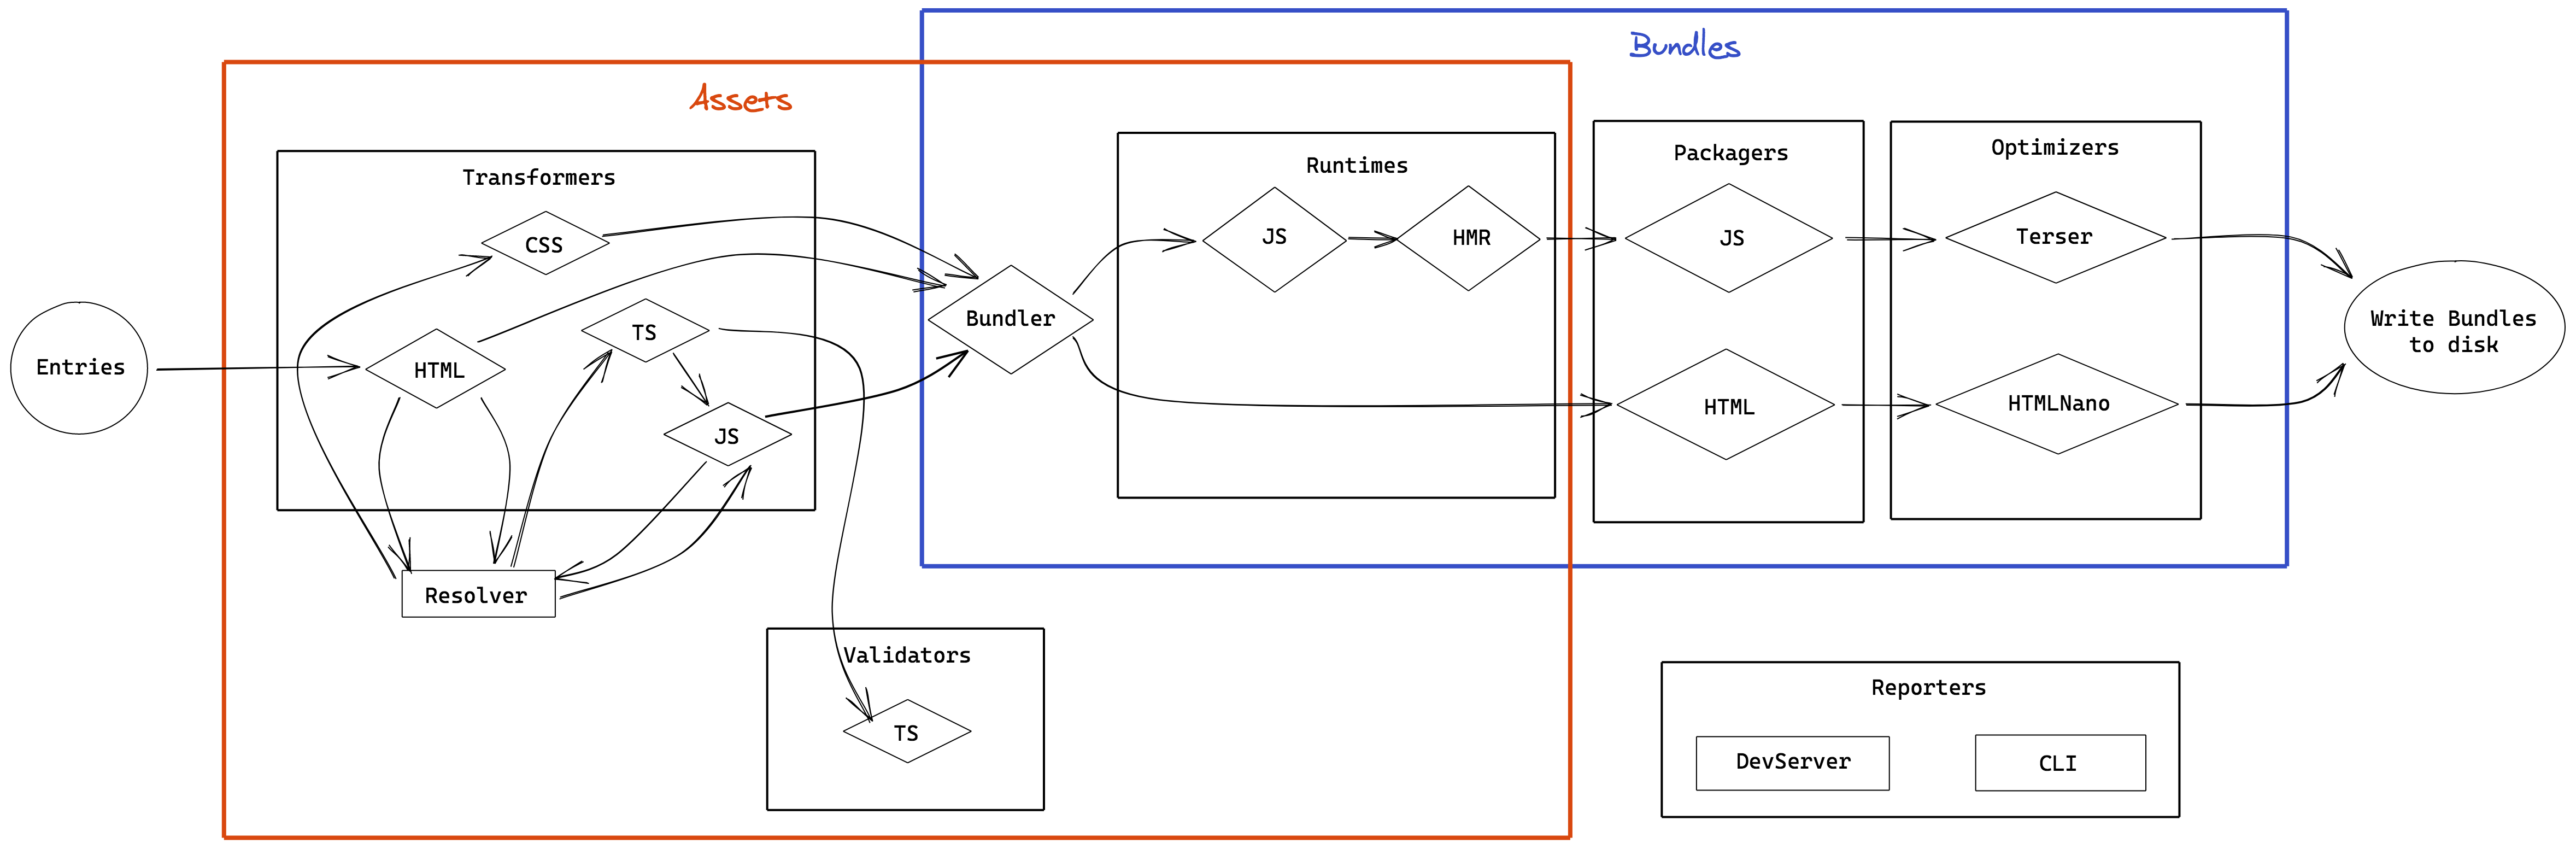 Bundles
Assets
Transformers
CSS
HTML
TS
JS
Entries
Resolver
Validators
TS
Bundler
Runtimes
JS
HMR
Packagers
JS
HTML
Optimizers
Terser
HTMLNano
Write Bundles
to disk
Reporters
DevServer
CLI